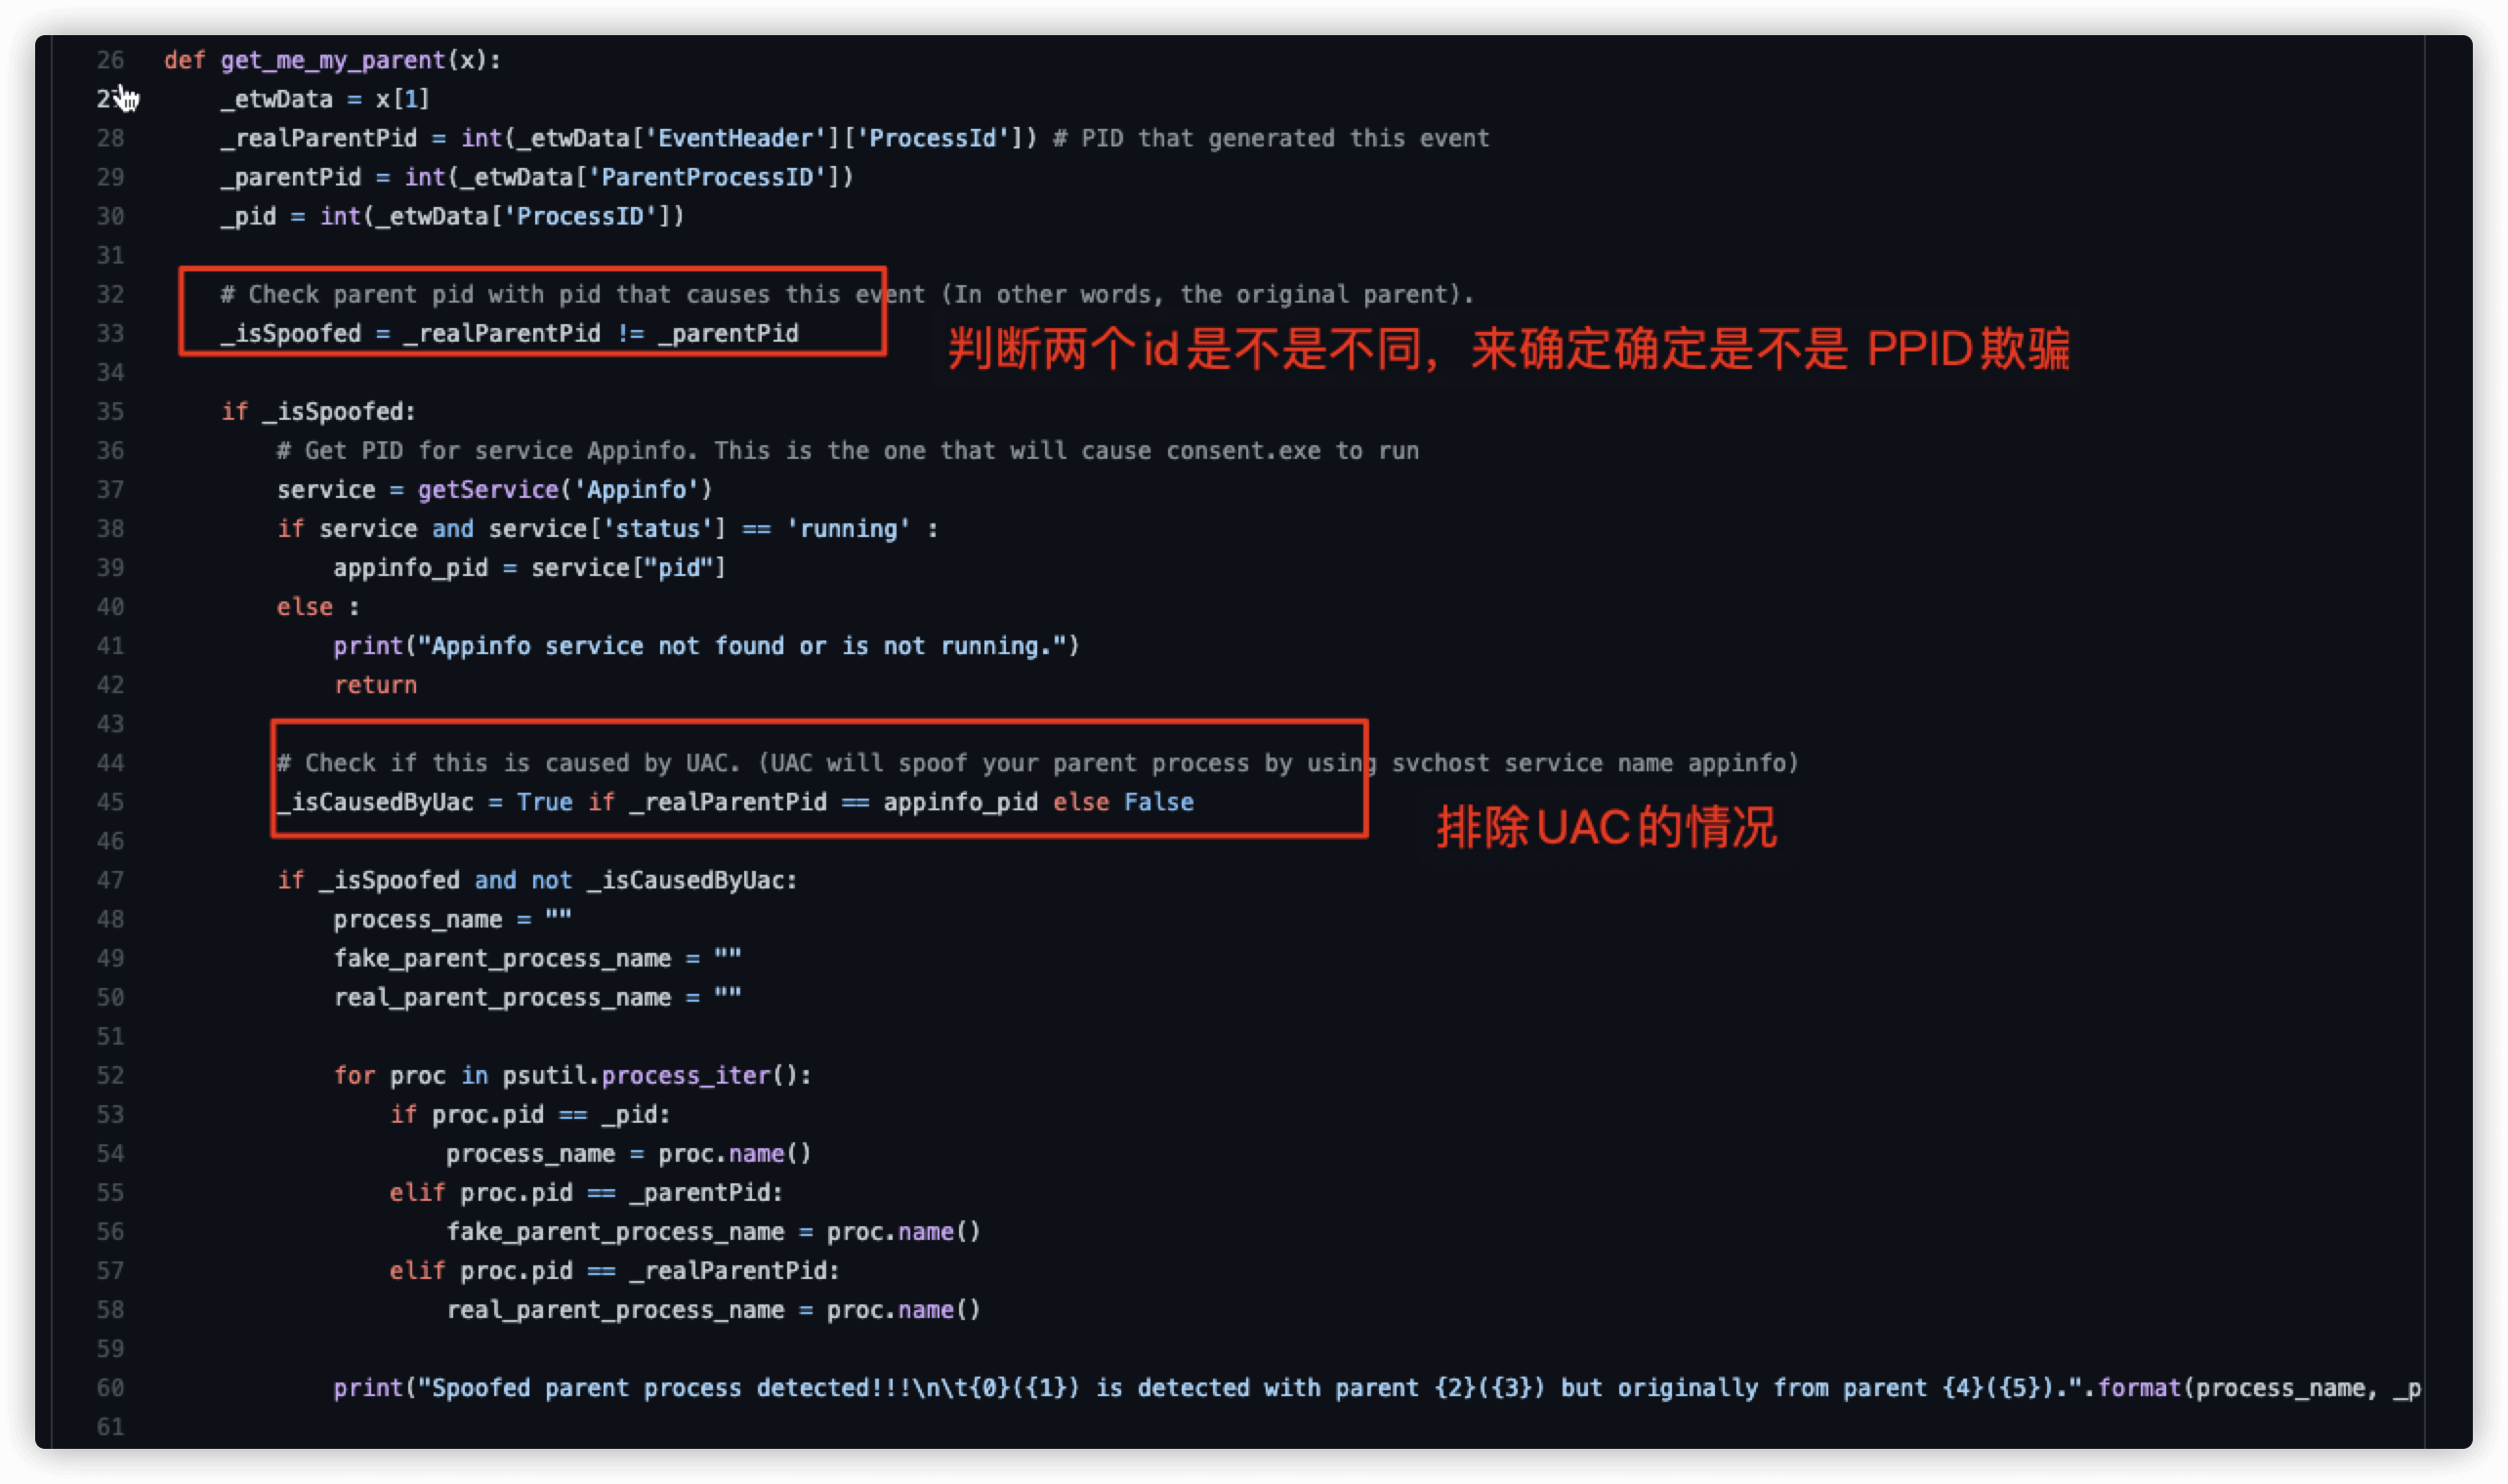 26 def get_me_my_parent(x):
27 _etwData = x[1]
28 _realParentPid = int(_etwData['EventHeader']['ProcessId']) # PID that generated this event
29 _parentPid = int(_etwData['ParentProcessID'])
30 _pid = int(_etwData['ProcessID'])
31
32 # Check parent pid with pid that causes this event (In other words, the original parent).
33 _isSpoofed = _realParentPid != _parentPid
判断两个id是不是不同，来确定确定是不是 PPID欺骗
34
35 if _isSpoofed:
36 # Get PID for service Appinfo. This is the one that will cause consent.exe to run
37 service = getService('Appinfo')
38 if service and service['status'] == 'running' :
39 appinfo_pid = service["pid"]
40 else :
41 print("Appinfo service not found or is not running.")
42 return
43
44 # Check if this is caused by UAC. (UAC will spoof your parent process by using svchost service name appinfo)
45 _isCausedByUac = True if _realParentPid == appinfo_pid else False
排除UAC的情况
46
47 if _isSpoofed and not _isCausedByUac:
48 process_name = ""
49 fake_parent_process_name = ""
50 real_parent_process_name = ""
51
52 for proc in psutil.process_iter():
53 if proc.pid == _pid:
54 process_name = proc.name()
55 elif proc.pid == _parentPid:
56 fake_parent_process_name = proc.name()
57 elif proc.pid == _realParentPid:
58 real_parent_process_name = proc.name()
59
60 print("Spoofed parent process detected!!!\n\t{0}({1}) is detected with parent {2}({3}) but originally from parent {4}({5}).".format(process_name, _p
61